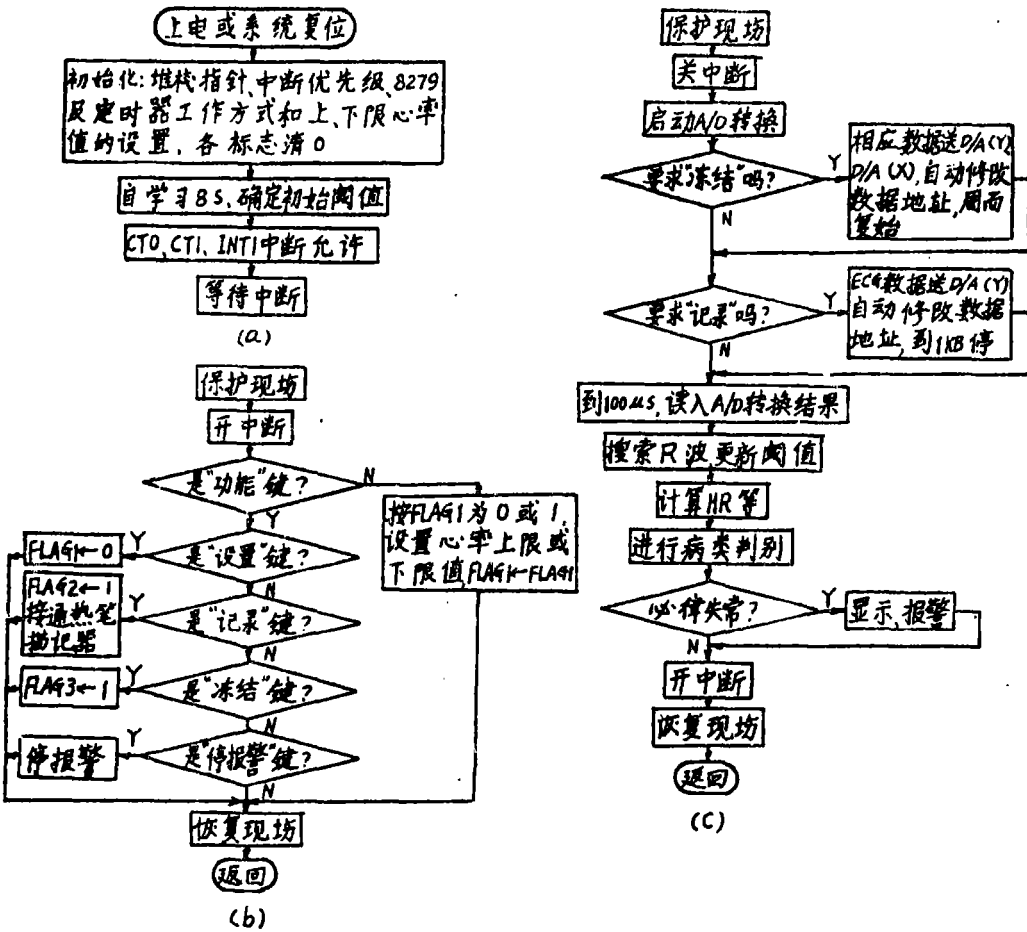 上电或系统复位
初始化:堆栈指针、中断优先级、8279
及定时器工作方式和上、下限心率
值的设置,各标志清0
自学习8S,确定初始阈值
CT0、CT1、INT1中断允许
等待中断
(a)
保护现场
开中断
是"功能"键?
N
Y
按FLAG1为0或1,
设置心率上限或
下限值,FLAG1←FLAG1
是"设置"键?
Y
FLAG1←0
N
是"记录"键?
Y
FLAG2←1
接通热笔
描记器
N
是"冻结"键?
Y
FLAG3←1
N
是"停报警"键?
Y
停报警
N
恢复现场
返回
(b)
保护现场
关中断
启动A/D转换
要求"冻结"吗?
Y
相应数据送D/A(Y)
D/A(X),自动修改
数据地址,周而
复始
N
要求"记录"吗?
Y
ECG数据送D/A(Y)
自动修改数据
地址,到1KB停
N
到100μs,读入A/D转换结果
搜索R波更新阈值
计算HR等
进行病类判别
心律失常?
Y
显示,报警
N
开中断
恢复现场
返回
(C)